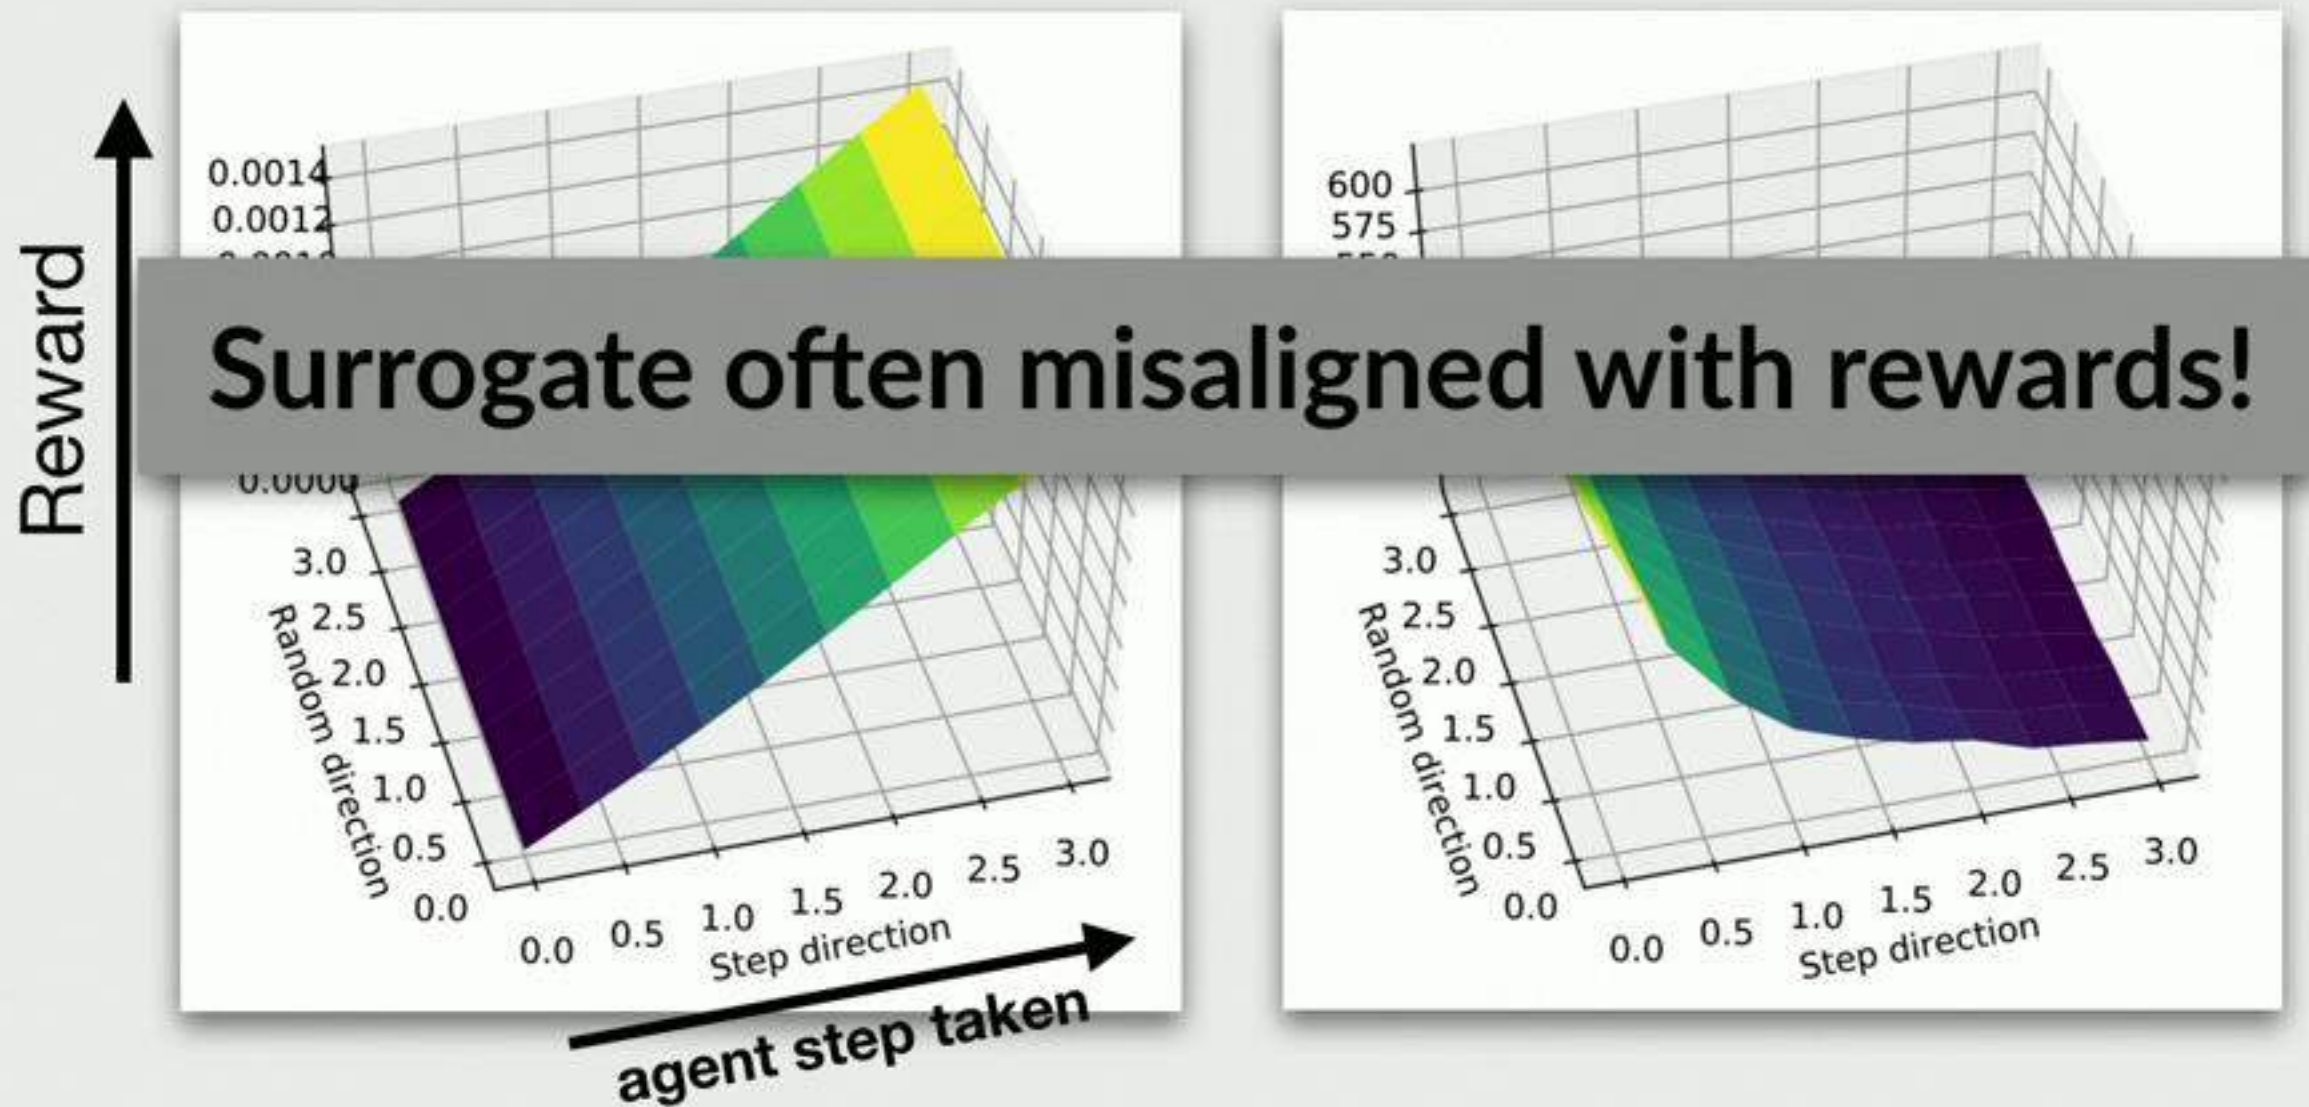 Reward
0.0014
0.0012
Surrogate often misaligned with rewards!
0.0000
3.0
2.5
2.0
1.5
1.0
0.5
0.0
Random direction
0.0 0.5 1.0 1.5 2.0 2.5 3.0
Step direction
agent step taken
600
575
3.0
2.5
2.0
1.5
1.0
0.5
0.0
Random direction
0.0 0.5 1.0 1.5 2.0 2.5 3.0
Step direction